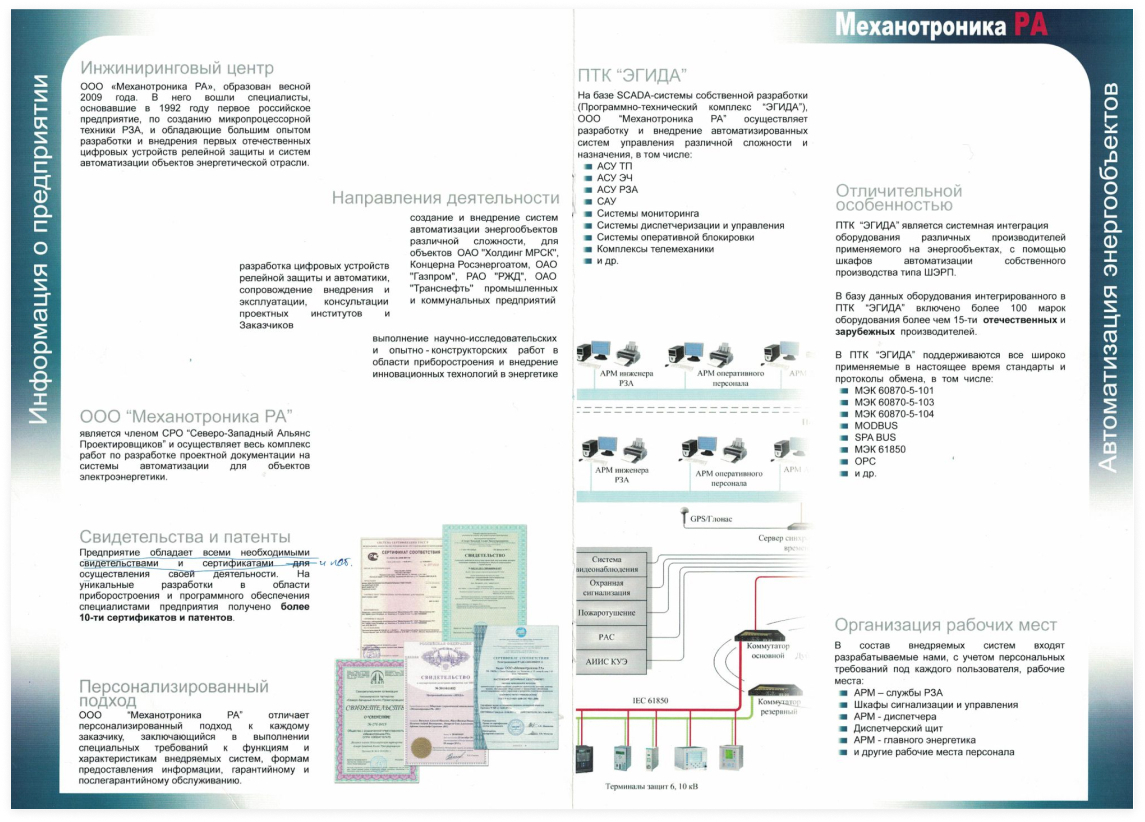 Информация о предприятии
Инжиниринговый центр
ООО «Механотроника РА», образован весной
2009 года. В него вошли специалисты,
основавшие в 1992 году первое российское
предприятие, по созданию микропроцессорной
техники РЗА, и обладающие большим опытом
разработки и внедрения первых отечественных
цифровых устройств релейной защиты и систем
автоматизации объектов энергетической отрасли.
Направления деятельности
создание и внедрение систем
автоматизации энергообъектов
различной сложности, для
объектов ОАО "Холдинг МРСК",
Концерна Росэнергоатом, ОАО
"Газпром", РАО "РЖД", ОАО
"Транснефть" промышленных
и коммунальных предприятий
разработка цифровых устройств
релейной защиты и автоматики,
сопровождение внедрения и
эксплуатации, консультации
проектных институтов и
Заказчиков
выполнение научно-исследовательских
и опытно - конструкторских работ в
области приборостроения и внедрение
инновационных технологий в энергетике
ООО “Механотроника РА”
является членом СРО “Северо-Западный Альянс
Проектировщиков” и осуществляет весь комплекс
работ по разработке проектной документации на
системы автоматизации для объектов
электроэнергетики.
Свидетельства и патенты
Предприятие обладает всеми необходимыми
свидетельствами и сертификатами для
осуществления своей деятельности. На
уникальные разработки в области
приборостроения и программного обеспечения
специалистами предприятия получено более
10-ти сертификатов и патентов.
СЕРТИФИКАТ СООТВЕТСТВИЯ
СВИДЕТЕЛЬСТВО
СВИДЕТЕЛЬСТВО
СВИДЕТЕЛЬСТВО
Персонализированный
подход
ООО "Механотроника РА" отличает
персонализированный подход к каждому
заказчику, заключающийся в выполнении
специальных требований к функциям и
характеристикам внедряемых систем, формам
предоставления информации, гарантийному и
послегарантийному обслуживанию.
Механотроника РА
Автоматизация энергообъектов
ПТК “ЭГИДА”
На базе SCADA-системы собственной разработки
(Программно-технический комплекс “ЭГИДА”),
ООО "Механотроника РА" осуществляет
разработку и внедрение автоматизированных
систем управления различной сложности и
назначения, в том числе:
АСУ ТП
АСУ ЭЧ
АСУ РЗА
САУ
Системы мониторинга
Системы диспетчеризации и управления
Системы оперативной блокировки
Комплексы телемеханики
и др.
АРМ инженера
РЗА
АРМ оперативного
персонала
АРМ инженера
РЗА
АРМ оперативного
персонала
GPS/Глонас
Система
видеонаблюдения
Охранная
сигнализация
Пожаротушение
РАС
АИИС КУЭ
Коммутатор
основной
Коммутатор
резервный
IEC 61850
Терминалы защит 6, 10 кВ
Отличительной
особенностью
ПТК “ЭГИДА” является системная интеграция
оборудования различных производителей
применяемого на энергообъектах, с помощью
шкафов автоматизации собственного
производства типа ШЭРП.
В базу данных оборудования интегрированного в
ПТК “ЭГИДА” включено более 100 марок
оборудования более чем 15-ти отечественных и
зарубежных производителей.
В ПТК “ЭГИДА” поддерживаются все широко
применяемые в настоящее время стандарты и
протоколы обмена, в том числе:
МЭК 60870-5-101
МЭК 60870-5-103
МЭК 60870-5-104
MODBUS
SPA BUS
МЭК 61850
OPC
и др.
Организация рабочих мест
В состав внедряемых систем входят
разрабатываемые нами, с учетом персональных
требований под каждого пользователя, рабочие
места:
АРМ – службы РЗА
Шкафы сигнализации и управления
АРМ - диспетчера
Диспетчерский щит
АРМ - главного энергетика
и другие рабочие места персонала